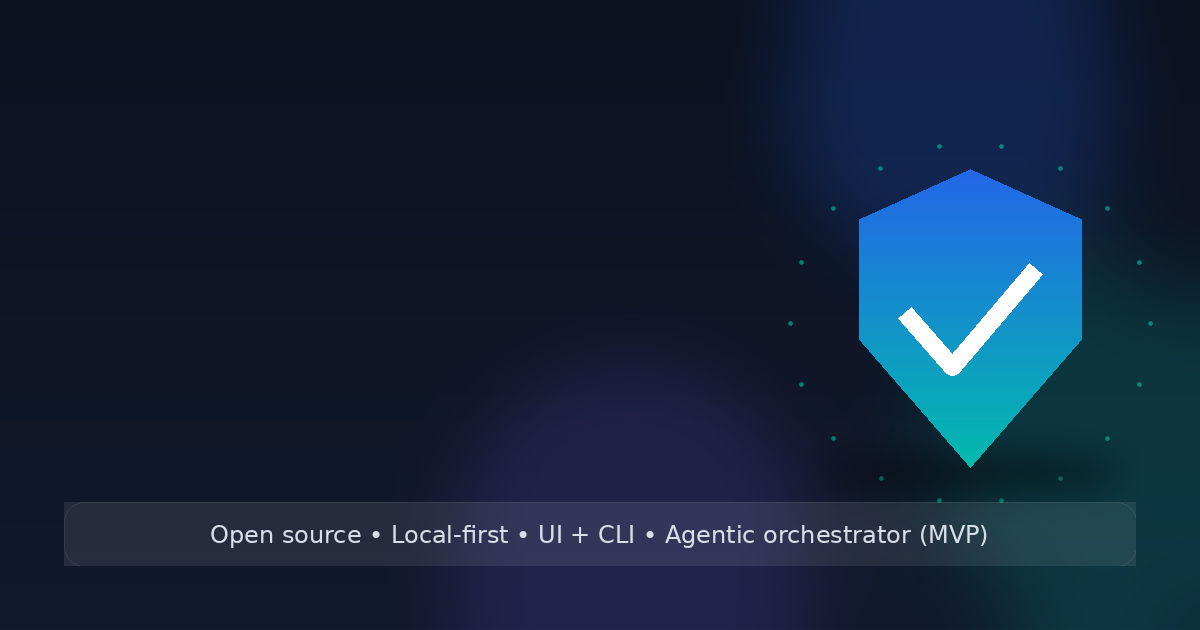 Open source • Local-first • UI + CLI • Agentic orchestrator (MVP)